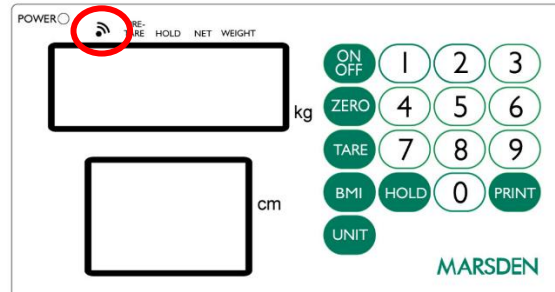 POWER
PRE-
TARE HOLD NET WEIGHT
kg
cm
ON
OFF 1 2 3
ZERO 4 5 6
TARE 7 8 9
BMI HOLD 0 PRINT
UNIT
MARSDEN